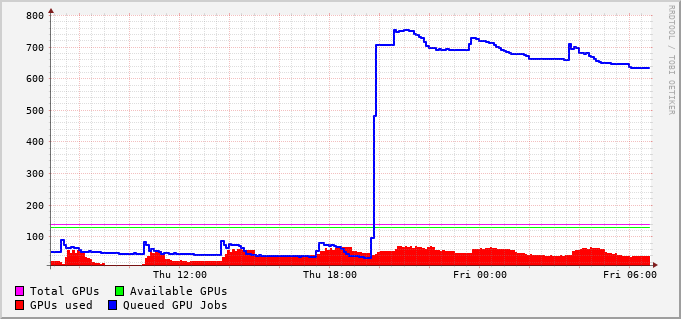 800
700
600
500
400
300
200
100
Thu 12:00 Thu 18:00 Fri 00:00 Fri 06:00
Total GPUs Available GPUs
GPUs used Queued GPU Jobs
RRDTOOL / TOBI OETIKER